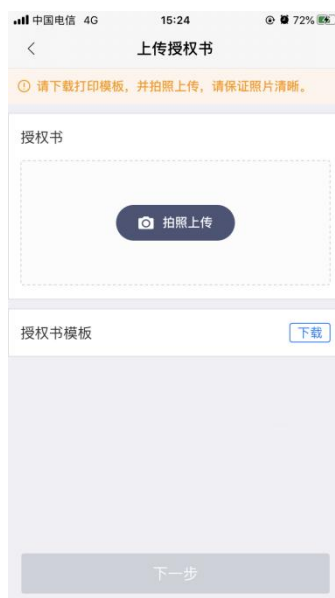 中国电信 4G 15:24 72%
上传授权书
请下载打印模板，并拍照上传，请保证照片清晰。
授权书
拍照上传
授权书模板 下载
下一步